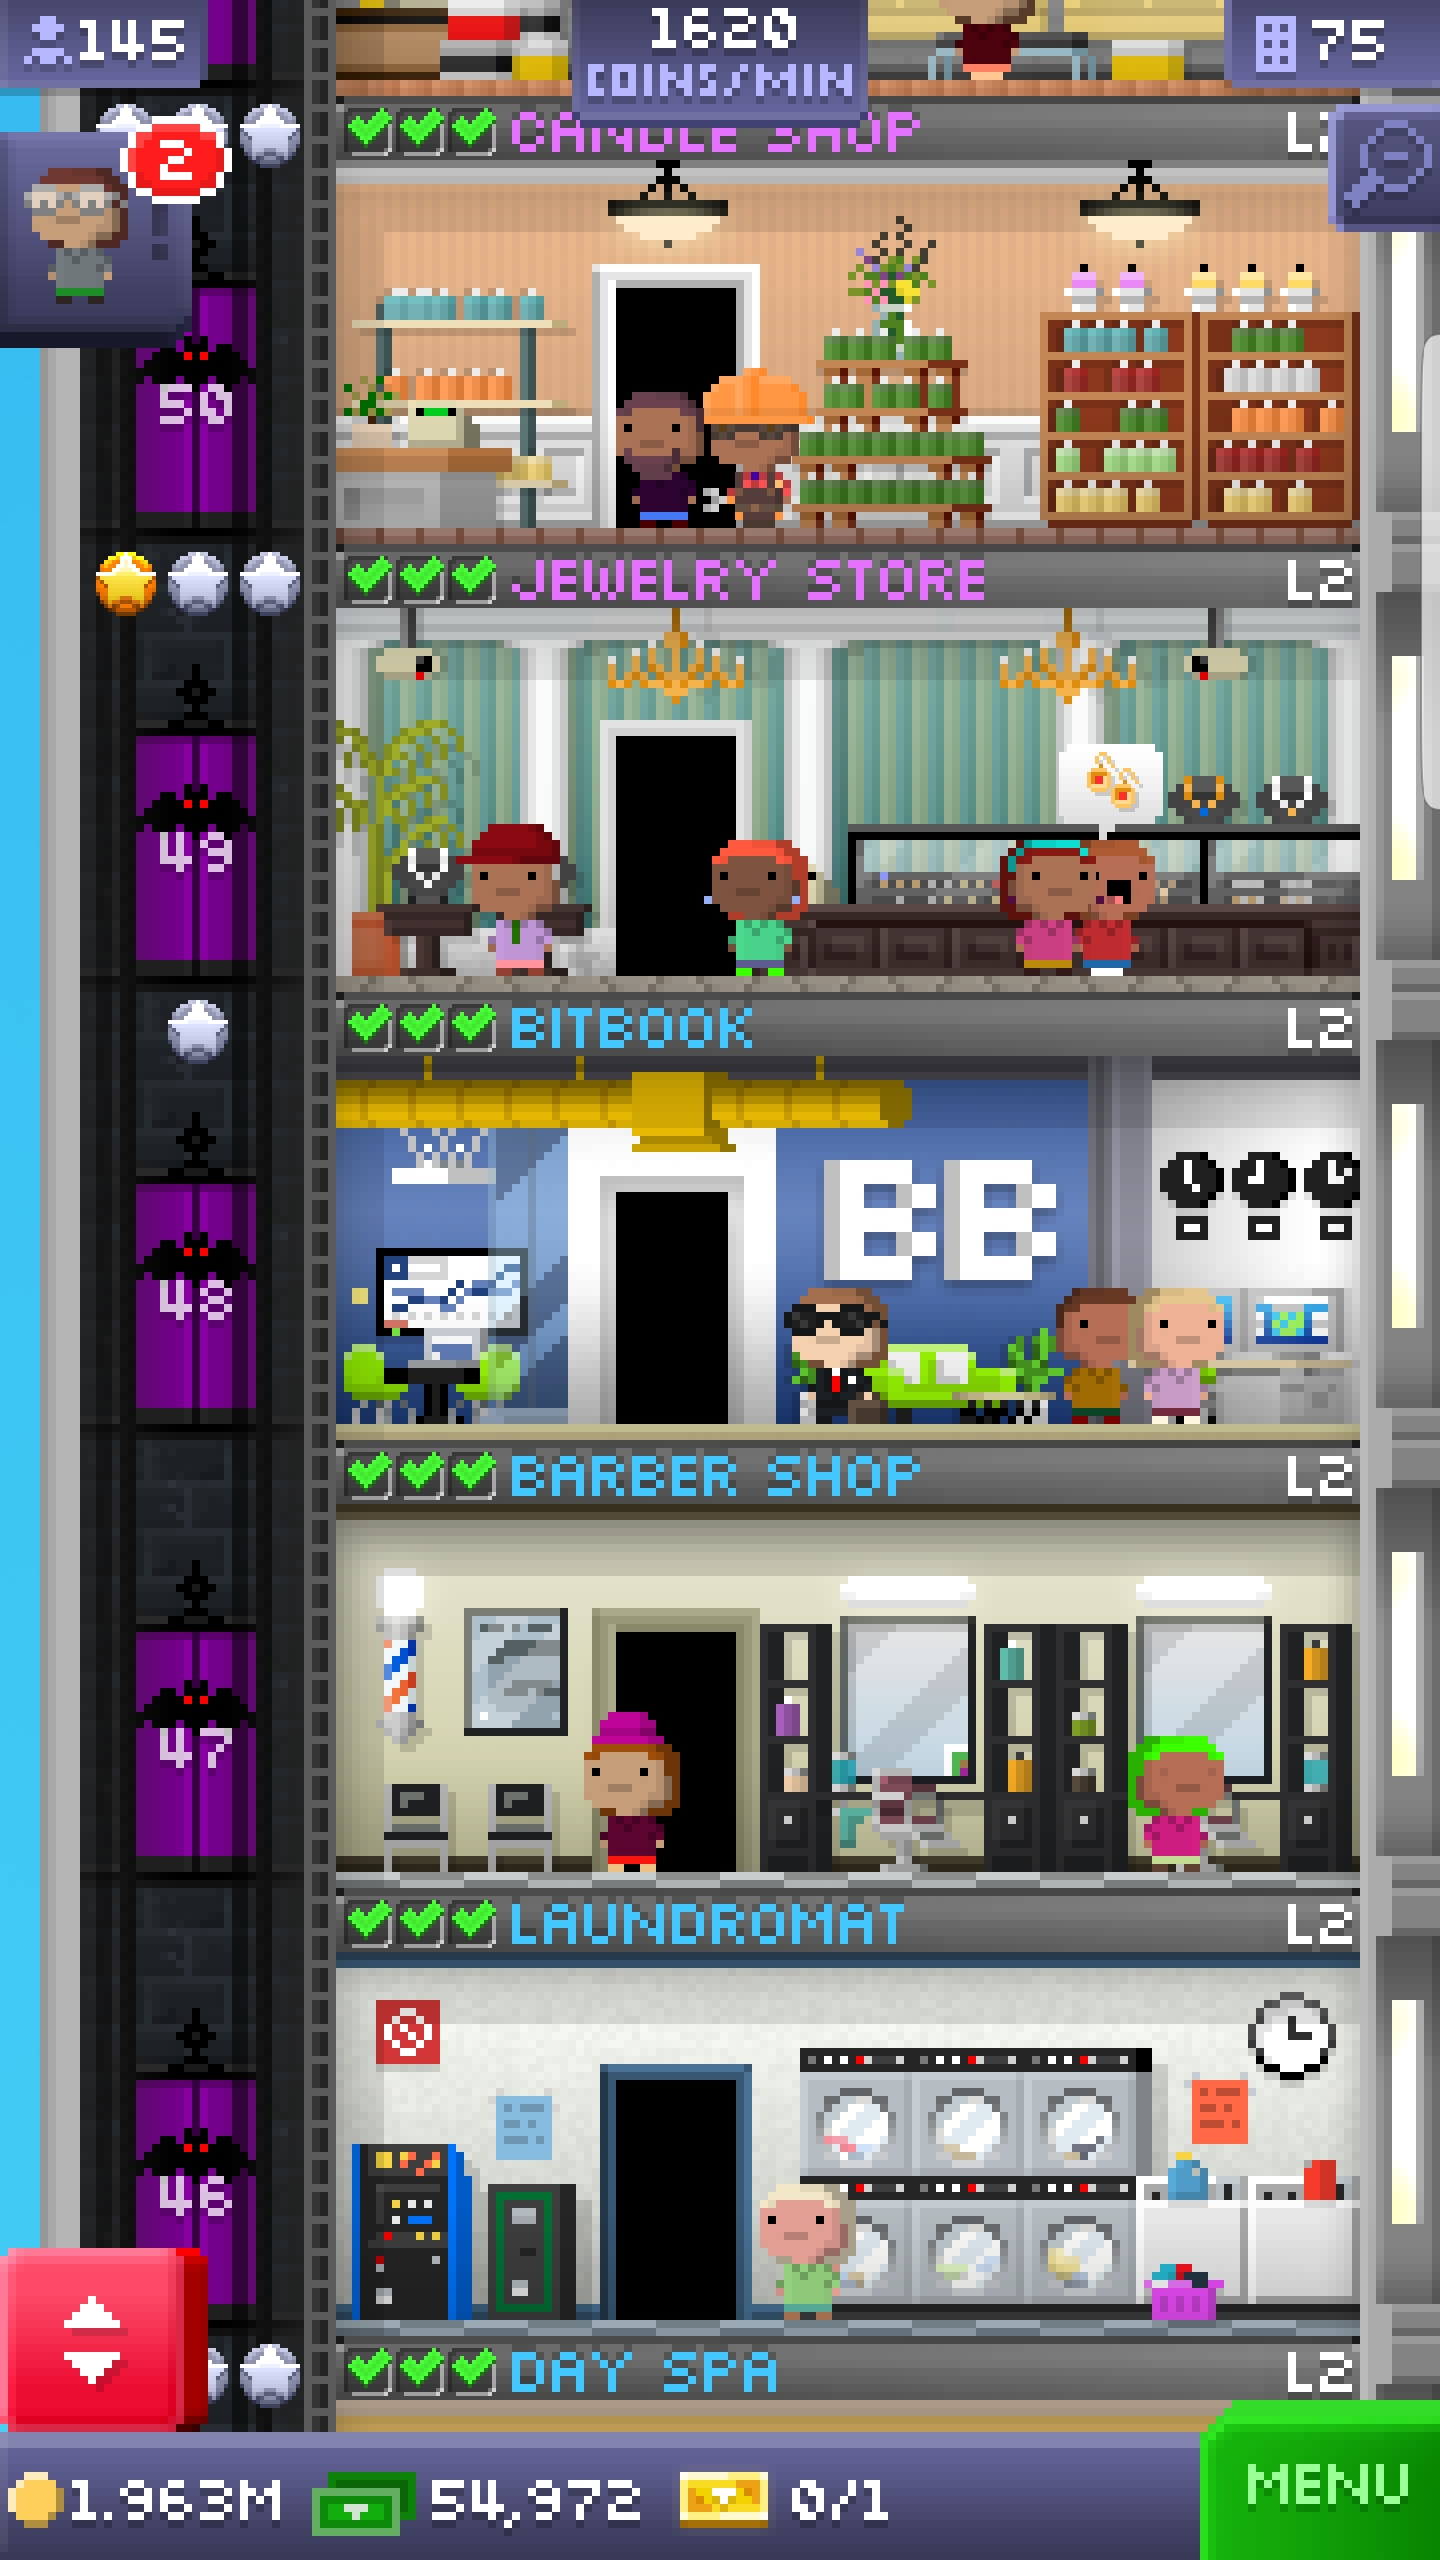 145
1620
COINS/MIN
75
2
CANDLE SHOP
50
JEWELRY STORE L2
49
BITBOOK L2
BB
48
BARBER SHOP L2
47
LAUNDROMAT L2
46
DAY SPA L2
1.963M 54,972 0/1 MENU